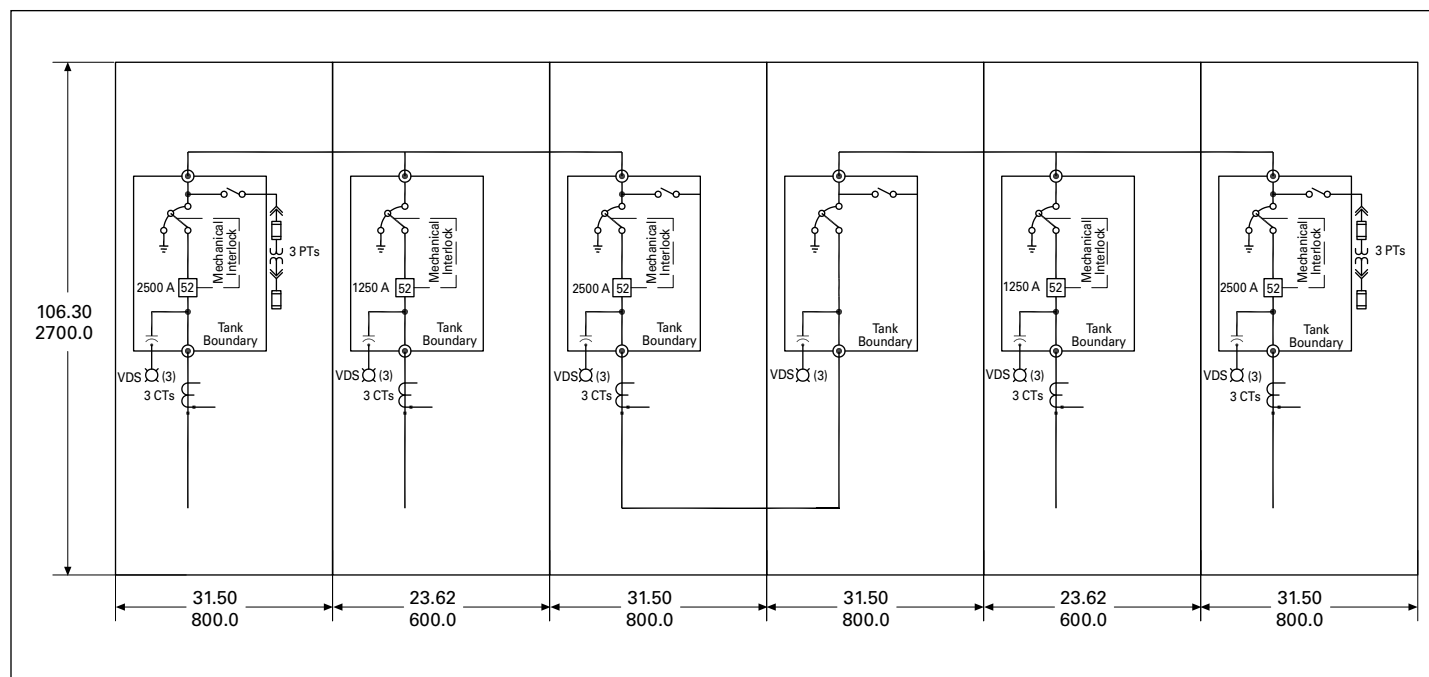 106.30
2700.0
Mechanical
Interlock
3 PTs
2500 A
52
Tank
Boundary
VDS
(3)
3 CTs
Mechanical
Interlock
1250 A
52
Tank
Boundary
VDS
(3)
3 CTs
Mechanical
Interlock
2500 A
52
Tank
Boundary
VDS
(3)
3 CTs
Tank
Boundary
VDS
(3)
Mechanical
Interlock
1250 A
52
Tank
Boundary
VDS
(3)
3 CTs
Mechanical
Interlock
3 PTs
2500 A
52
Tank
Boundary
VDS
(3)
3 CTs
31.50
800.0
23.62
600.0
31.50
800.0
31.50
800.0
23.62
600.0
31.50
800.0